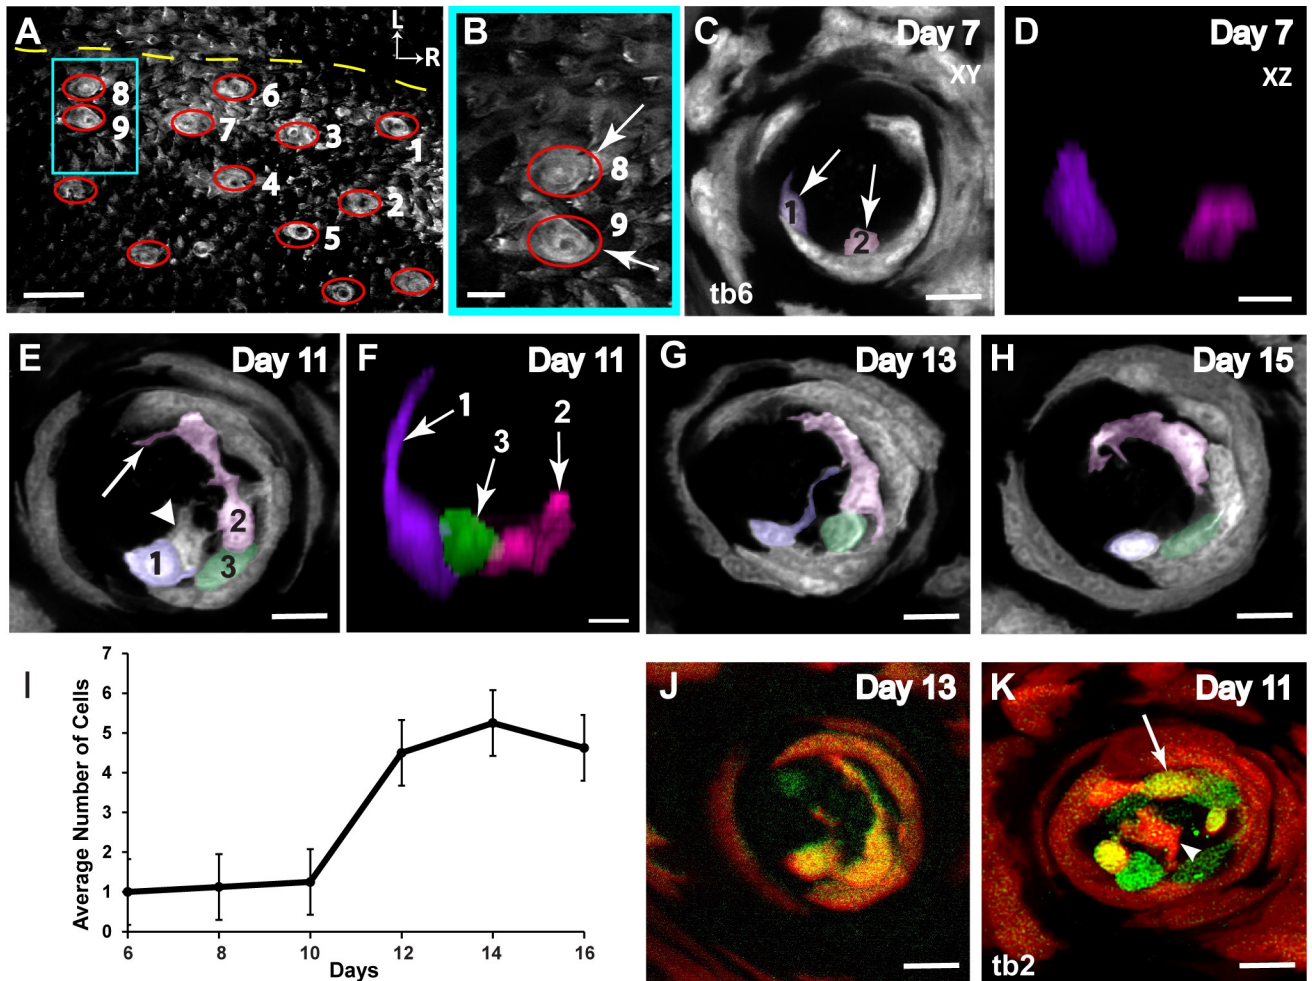 A
L
R
8
9
6
7
3
1
4
2
5
B
8
9
C
Day 7
XY
1
2
tb6
D
Day 7
XZ
E
Day 11
1
2
3
F
Day 11
1
3
2
G
Day 13
H
Day 15
I
Average Number of Cells
7
6
5
4
3
2
1
0
6
8
10
12
14
16
Days
J
Day 13
K
Day 11
tb2